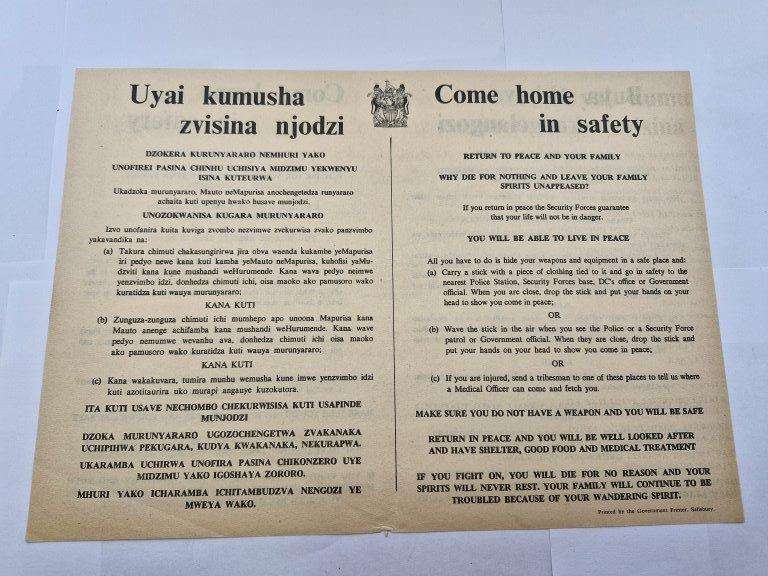 Uyai kumusha
zvisina njodzi
DZOKERA KURUNYARARO NEMHURI YAKO
UNOFIREI PASINA CHINHU UCHISIYA MIDZIMU YEKWENYU
ISINA KUTEURWA?
Ukadzoka murunyararo, Mauto neMapurisa anochengetedza runyararo
achaita kuti upenyu hwako husave munjodzi.
UNOZOKWANISA KUGARA MURUNYARARO
Izvo unofanira kuita kuviga zvombo nezvimwe zvekurwisa zvako panzvimbo
yakavandika na:
(a) Takura chimuti chakasungirirwa jira obva waenda kukambe yeMapurisa
iri pedyo newe kana kuti kamba yeMauto neMapurisa, kuhofisi yaMu-
dzviti kana kune mushandi weHurumende. Kana wava pedyo neimwe
yenzvimbo idzi, donhedza chimuti ichi, oisa maoko ako pamusoro wako
kuratidza kuti wauya murunyararo;
KANA KUTI
(b) Zunguza-zunguza chimuti ichi mumhepo apo unoona Mapurisa kana
Mauto anenge achifamba kana mushandi weHurumende. Kana wave
pedyo nemumwe wevanhu ava, donhedza chimuti ichi oisa maoko
ako pamusoro wako kuratidza kuti wauya murunyararo;
KANA KUTI
(c) Kana wakakuvara, tumira munhu wemusha kune imwe yenzvimbo idzi
kuti azotitaurira uko murapi angauye kuzokutora.
ITA KUTI USAVE NECHOMBO CHEKURWISISA KUTI USAPINDE
MUNJODZI
DZOKA MURUNYARARO UGOZOCHENGETWA ZVAKANAKA
UCHIPIHWA PEKUGARA, KUDYA KWAKANAKA, NEKURAPWA.
UKARAMBA UCHIRWA UNOFIRA PASINA CHIKONZERO UYE
MIDZIMU YAKO IGOSHAYA ZORORO.
MHURI YAKO ICHARAMBA ICHITAMBUDZVA NENGOZI YE
MWEYA WAKO.
Come home
in safety
RETURN TO PEACE AND YOUR FAMILY
WHY DIE FOR NOTHING AND LEAVE YOUR FAMILY
SPIRITS UNAPPEASED?
If you return in peace the Security Forces guarantee
that your life will not be in danger.
YOU WILL BE ABLE TO LIVE IN PEACE
All you have to do is hide your weapons and equipment in a safe place and:
(a) Carry a stick with a piece of clothing tied to it and go in safety to the
nearest Police Station, Security Forces base, DC's office or Government
official. When you are close, drop the stick and put your hands on your
head to show you come in peace;
OR
(b) Wave the stick in the air when you see the Police or a Security Force
patrol or Government official. When they are close, drop the stick and
put your hands on your head to show you come in peace;
OR
(c) If you are injured, send a tribesman to one of these places to tell us where
a Medical Officer can come and fetch you.
MAKE SURE YOU DO NOT HAVE A WEAPON AND YOU WILL BE SAFE
RETURN IN PEACE AND YOU WILL BE WELL LOOKED AFTER
AND HAVE SHELTER, GOOD FOOD AND MEDICAL TREATMENT
IF YOU FIGHT ON, YOU WILL DIE FOR NO REASON AND YOUR
SPIRITS WILL NEVER REST. YOUR FAMILY WILL CONTINUE TO BE
TROUBLED BECAUSE OF YOUR WANDERING SPIRIT.
Printed by the Government Printer, Salisbury.